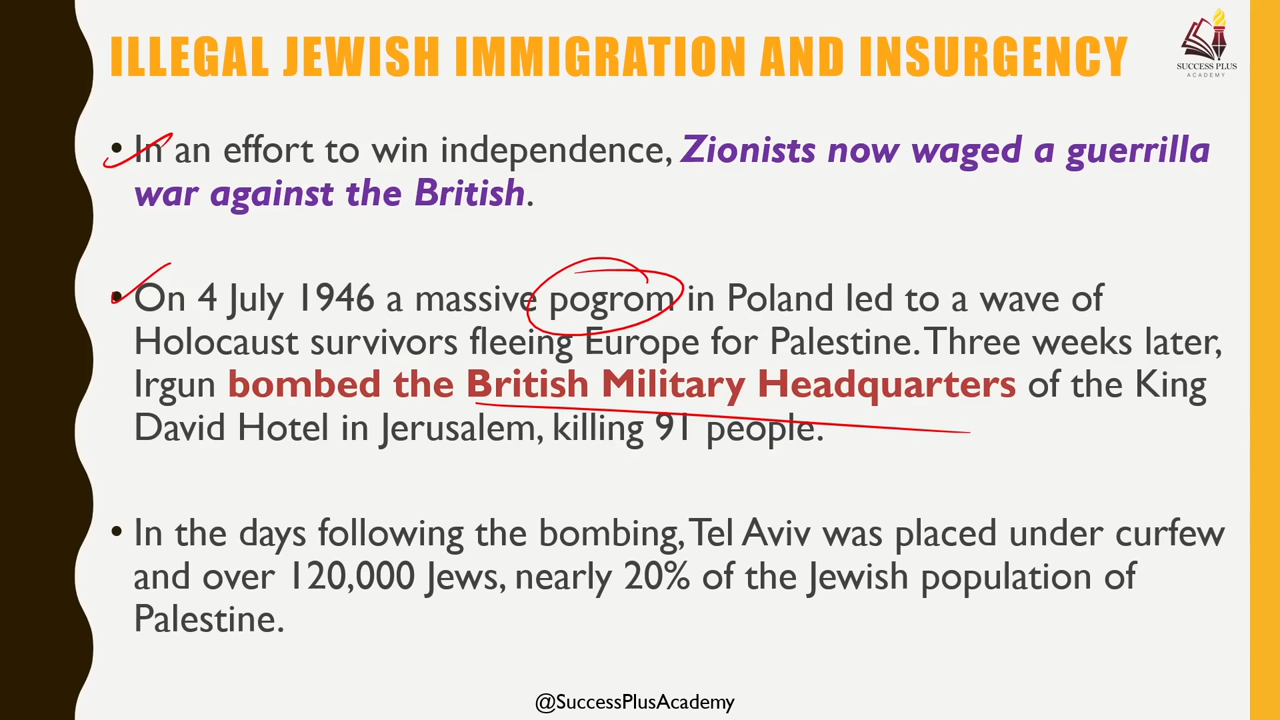 ILLEGAL JEWISH IMMIGRATION AND INSURGENCY
SUCCESS PLUS
ACADEMY
• In an effort to win independence, Zionists now waged a guerrilla
war against the British.
• On 4 July 1946 a massive pogrom in Poland led to a wave of
Holocaust survivors fleeing Europe for Palestine. Three weeks later,
Irgun bombed the British Military Headquarters of the King
David Hotel in Jerusalem, killing 91 people.
• In the days following the bombing, Tel Aviv was placed under curfew
and over 120,000 Jews, nearly 20% of the Jewish population of
Palestine.
@SuccessPlusAcademy